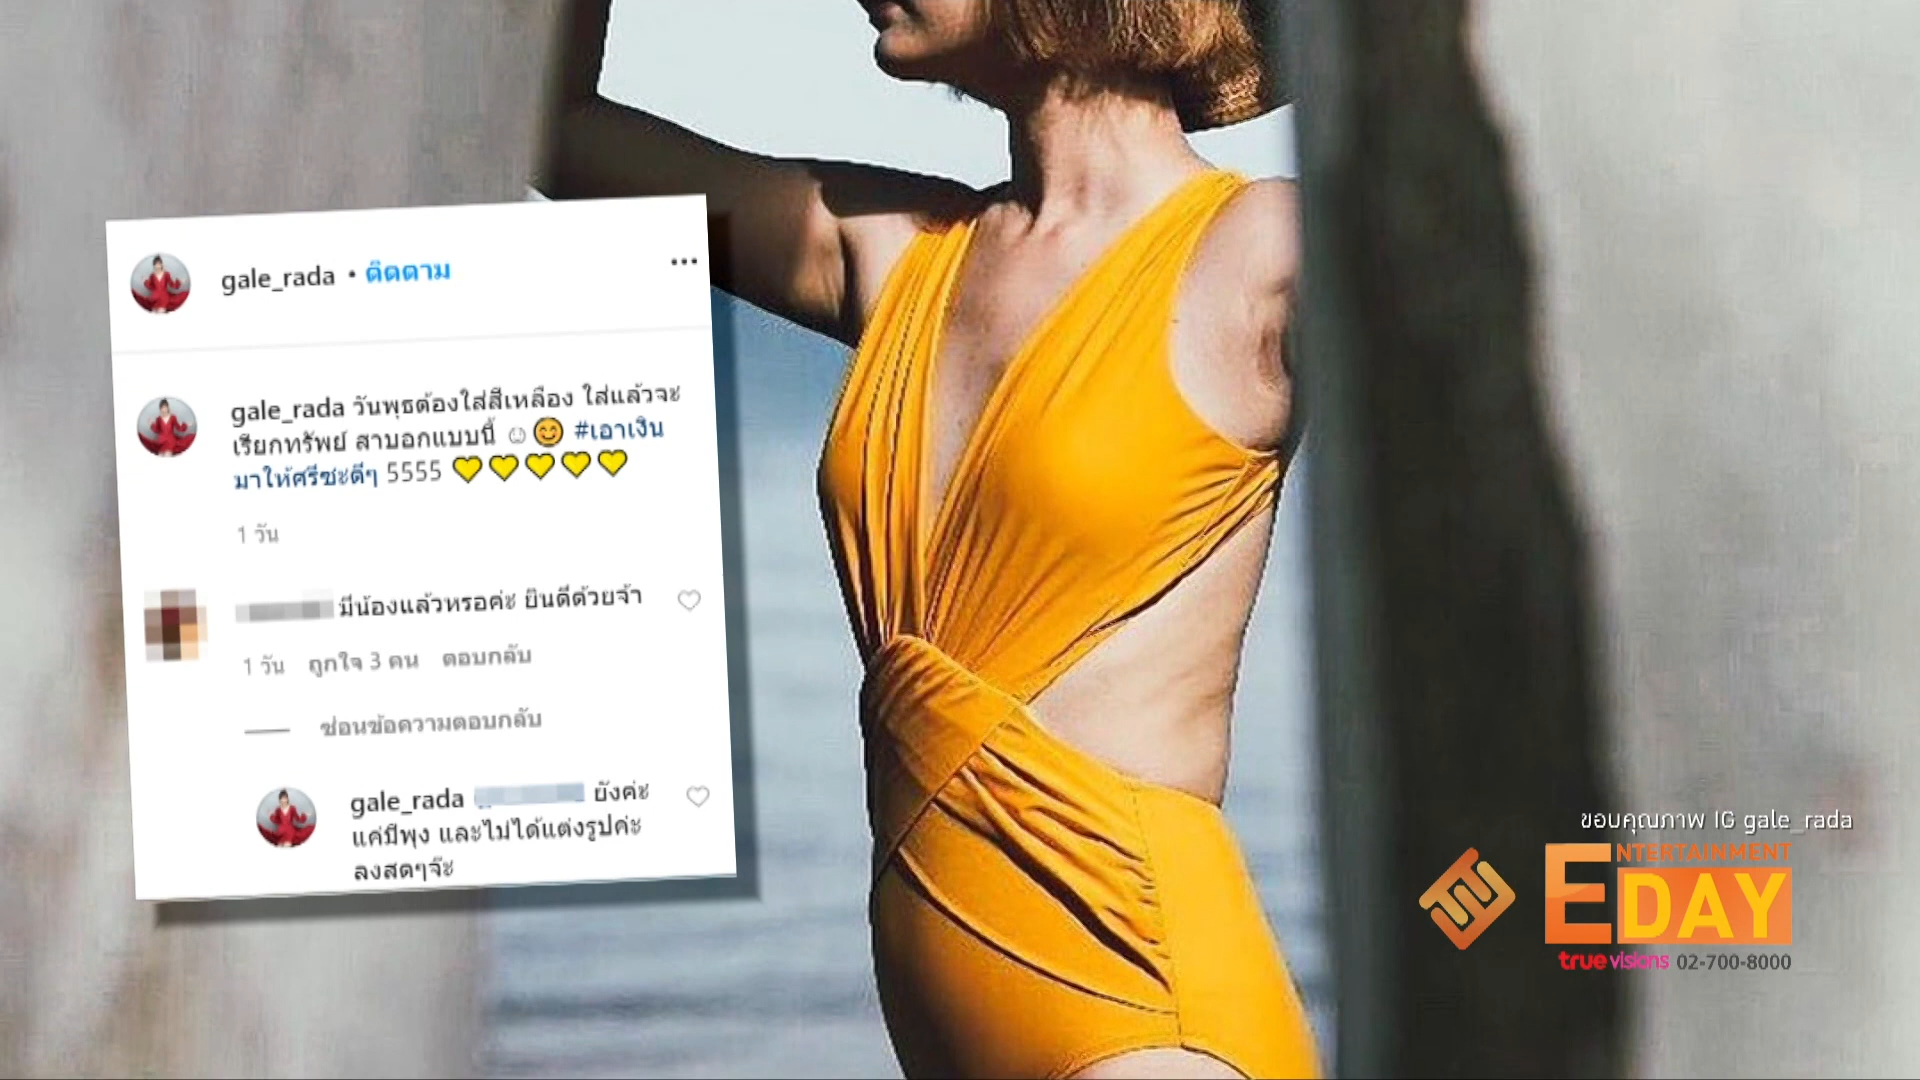 gale_rada • ติดตาม
gale_rada วันพุธต้องใส่สีเหลือง ใส่แล้วจะ
เรียกทรัพย์ สาบอกแบบนี้ ☺😊 #เอาเงิน
มาให้ศรีซะดีๆ 5555 💛💛💛💛💛
1 วัน
มีน้องแล้วหรอค่ะ ยินดีด้วยจ้า
1 วัน ถูกใจ 3 คน ตอบกลับ
ซ่อนข้อความตอบกลับ
gale_rada ยังค่ะ
แค่มีพุง และไม่ได้แต่งรูปค่ะ
ลงสดๆจ๊ะ
ขอบคุณภาพ IG gale_rada
ENTERTAINMENT
DAY
truevisions 02-700-8000